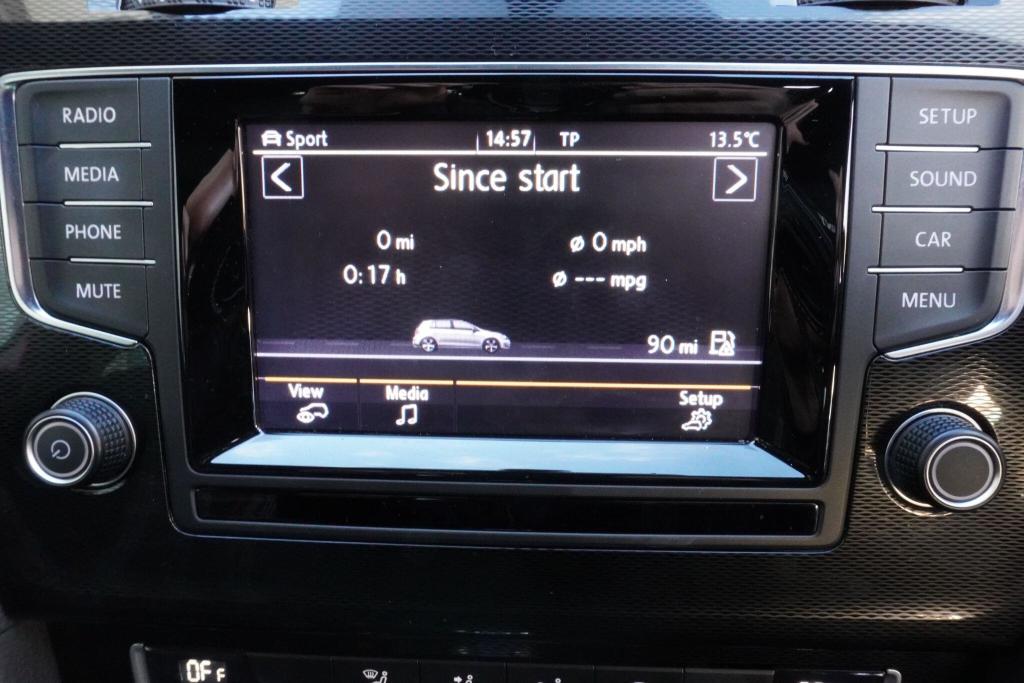 RADIO
MEDIA
PHONE
MUTE
Sport 14:57 TP 13.5°C
Since start
0 mi ø 0 mph
0:17 h ø --- mpg
90 mi
View Media Setup
SETUP
SOUND
CAR
MENU
OFF